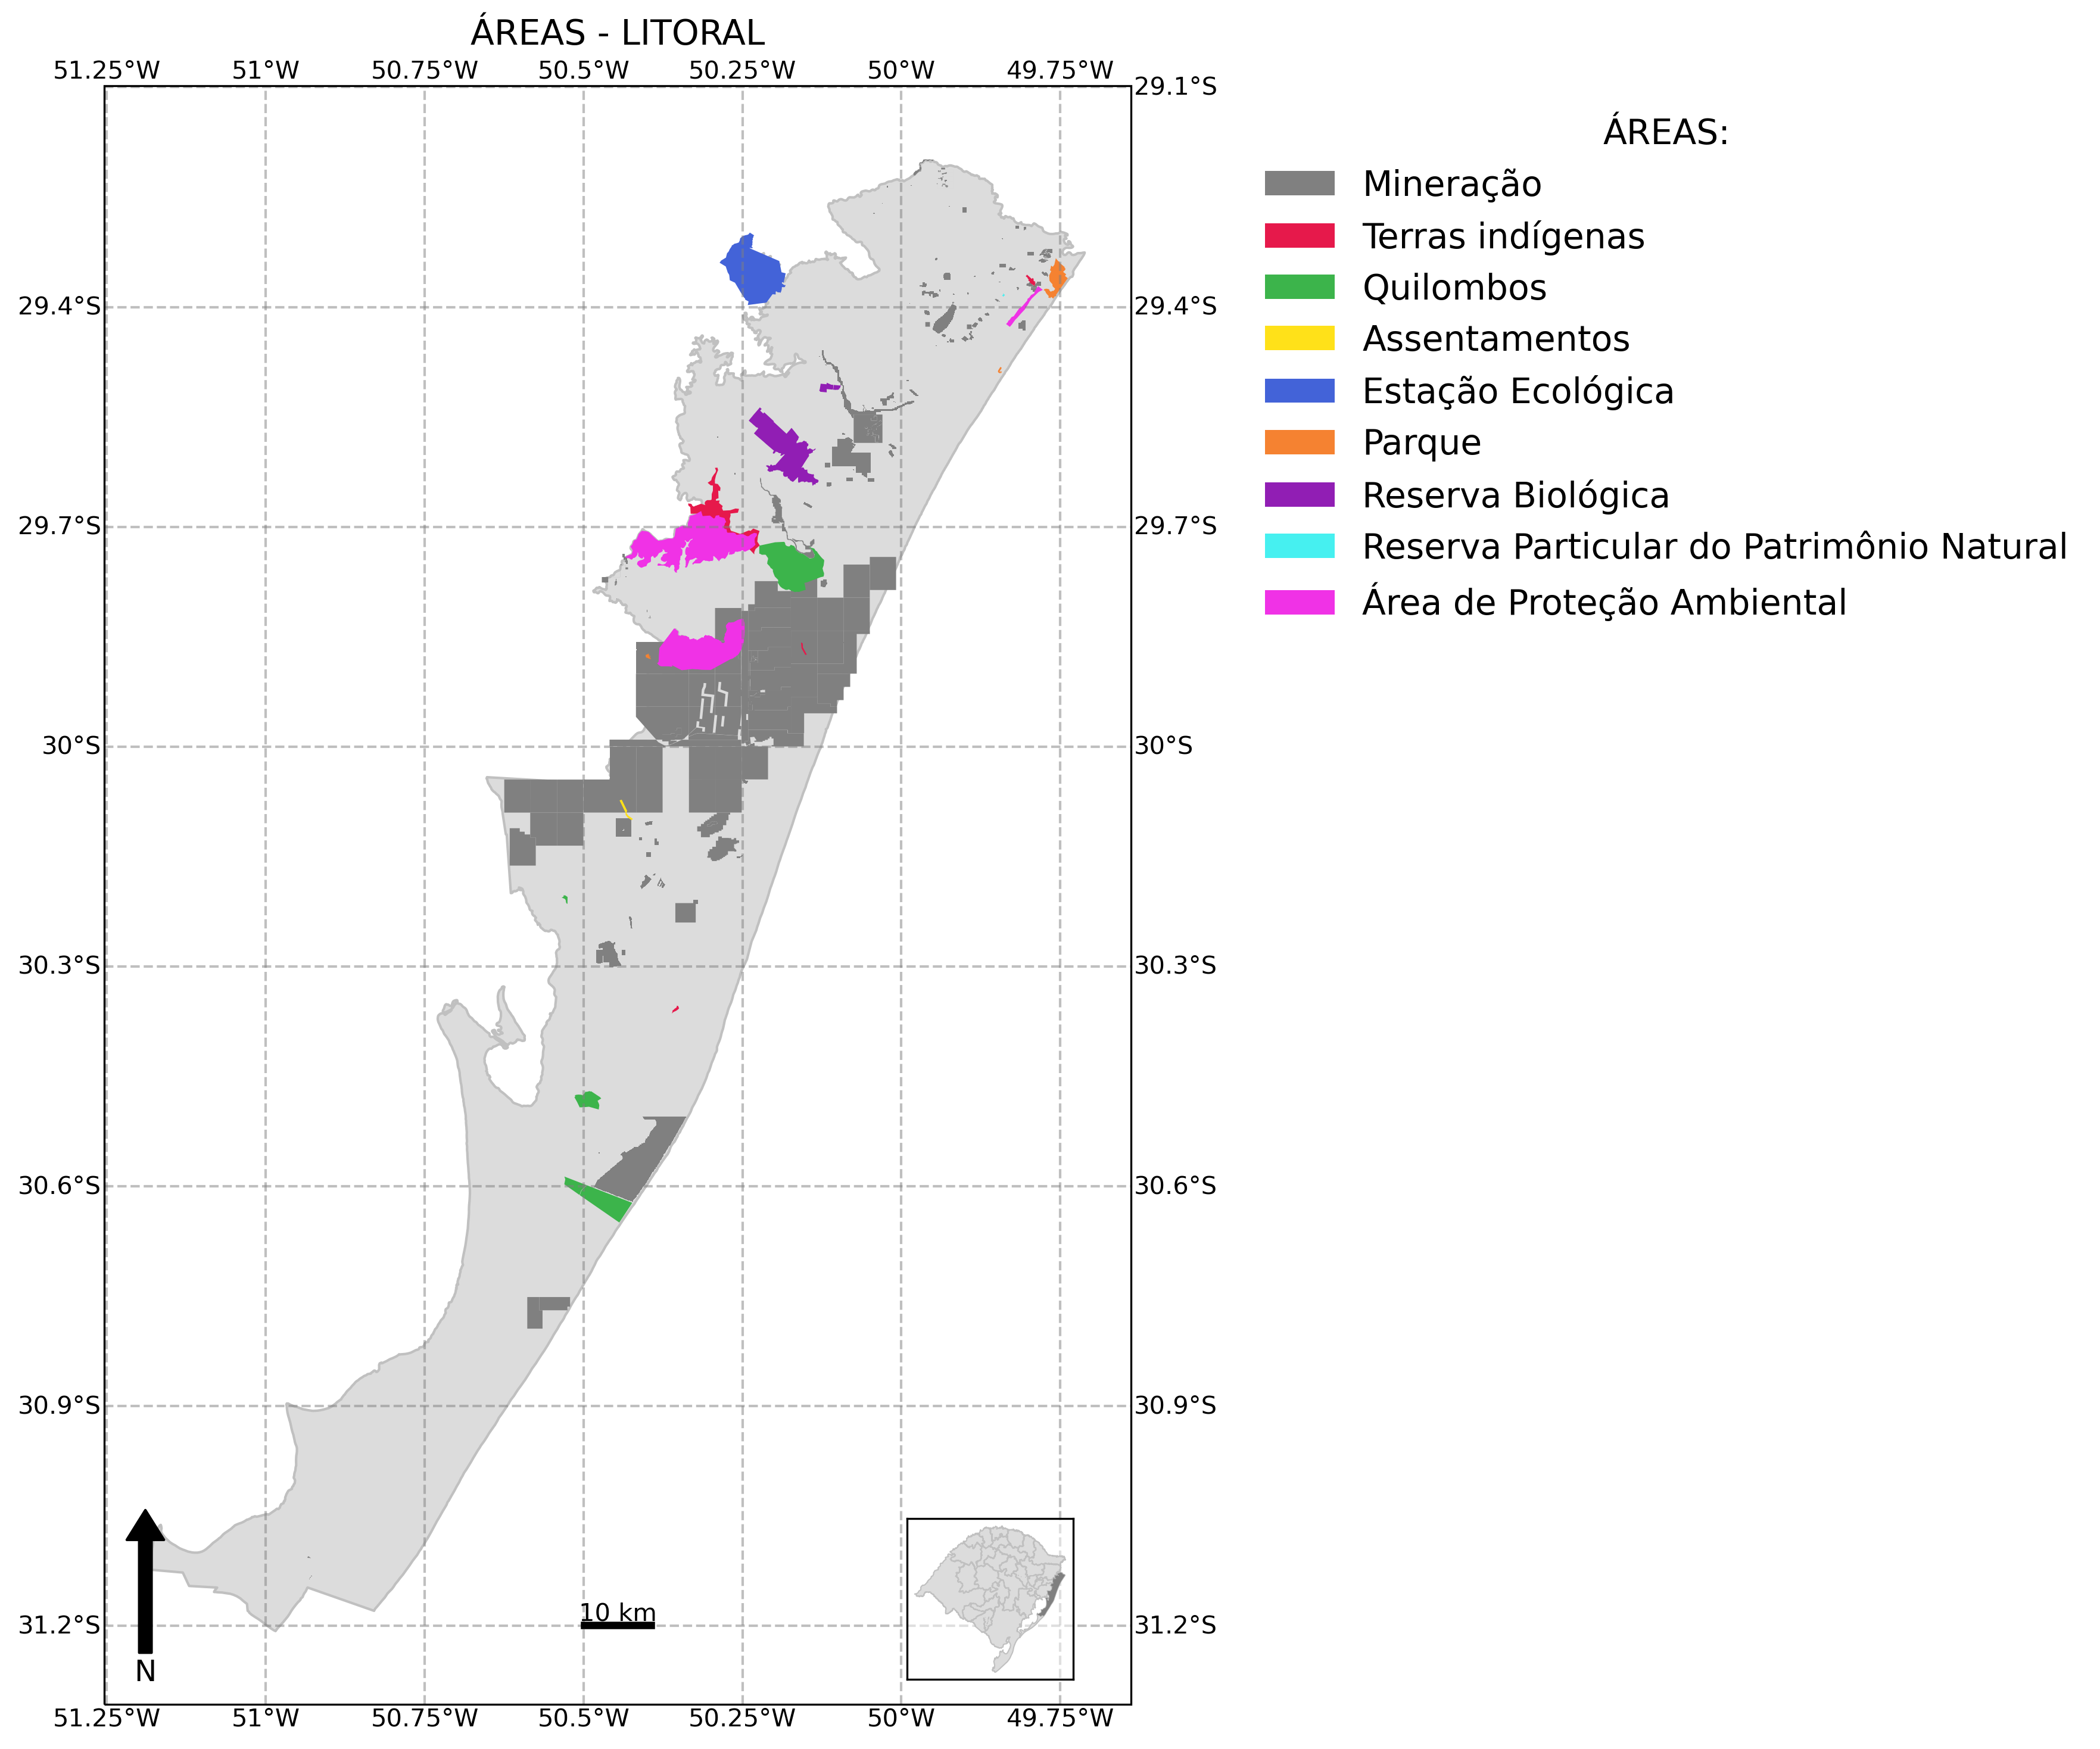 ÁREAS - LITORAL
51.25°W 51°W 50.75°W 50.5°W 50.25°W 50°W 49.75°W
29.1°S
ÁREAS:
Mineração
Terras indígenas
Quilombos
29.4°S 29.4°S
Assentamentos
Estação Ecológica
Parque
Reserva Biológica
29.7°S 29.7°S
Reserva Particular do Patrimônio Natural
Área de Proteção Ambiental
30°S 30°S
30.3°S 30.3°S
30.6°S 30.6°S
30.9°S 30.9°S
10 km
31.2°S 31.2°S
N
51.25°W 51°W 50.75°W 50.5°W 50.25°W 50°W 49.75°W